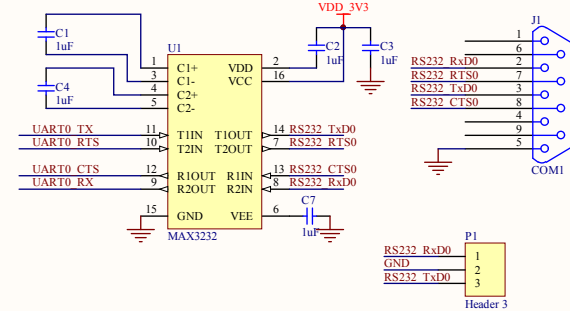 VDD_3V3
J1
C1
1uF
U1
C2
1uF
C3
1uF
1
6
RS232_RxD0 2
RS232_RTS0 7
RS232_TxD0 3
RS232_CTS0 8
4
9
5
COM1
C4
1uF
1 C1+ VDD 2
3 C1- VCC 16
4 C2+
5 C2-
UART0_TX 11 T1IN T1OUT 14 RS232_TxD0
UART0_RTS 10 T2IN T2OUT 7 RS232_RTS0
UART0_CTS 12 R1OUT R1IN 13 RS232_CTS0
UART0_RX 9 R2OUT R2IN 8 RS232_RxD0
C7
1uF
15 GND VEE 6
MAX3232
P1
RS232_RxD0 1
GND 2
RS232_TxD0 3
Header 3